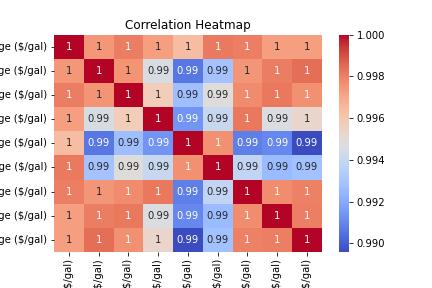 Correlation Heatmap
ge ($/gal) 1 1 1 1 1 1 1 1 1
ge ($/gal) 1 1 1 0.99 0.99 0.99 1 1 1
ge ($/gal) 1 1 1 1 0.99 0.99 1 1 1
ge ($/gal) 1 0.99 1 1 0.99 0.99 1 0.99 1
ge ($/gal) 1 0.99 0.99 0.99 1 1 0.99 0.99 0.99
ge ($/gal) 1 0.99 0.99 0.99 1 1 0.99 0.99 0.99
ge ($/gal) 1 1 1 1 0.99 0.99 1 1 1
ge ($/gal) 1 1 1 0.99 0.99 0.99 1 1 1
ge ($/gal) 1 1 1 1 0.99 0.99 1 1 1
$/gal) $/gal) $/gal) $/gal) $/gal) $/gal) $/gal) $/gal) $/gal)
1.000
0.998
0.996
0.994
0.992
0.990